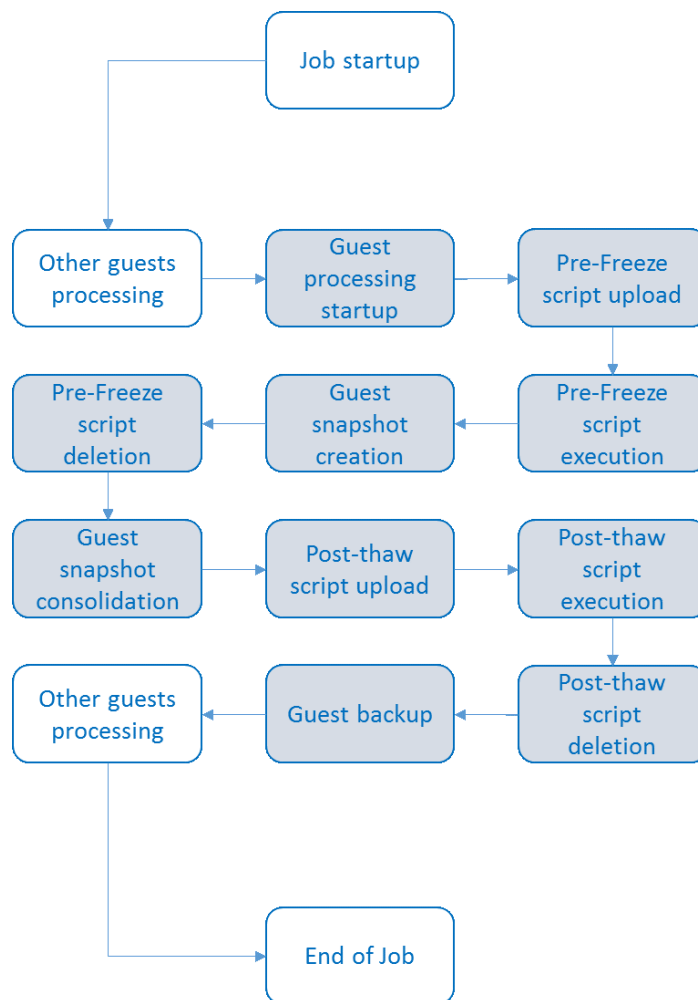 Job startup
Other guests
processing
Guest
processing
startup
Pre-Freeze
script upload
Pre-Freeze
script
deletion
Guest
snapshot
creation
Pre-Freeze
script
execution
Guest
snapshot
consolidation
Post-thaw
script upload
Post-thaw
script
execution
Other guests
processing
Guest backup
Post-thaw
script
deletion
End of Job